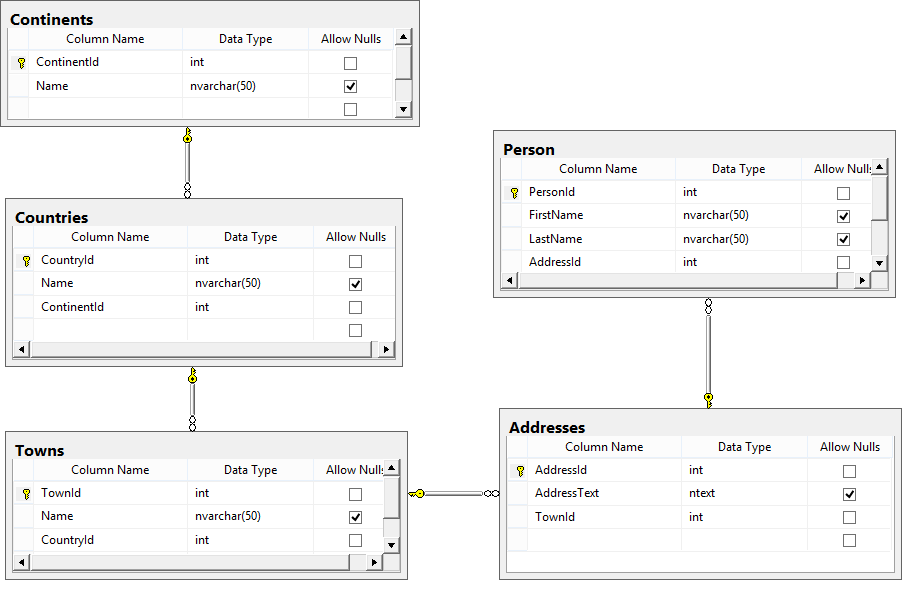 Continents
Column Name Data Type Allow Nulls
ContinentId int
Name nvarchar(50)
Countries
Column Name Data Type Allow Nulls
CountryId int
Name nvarchar(50)
ContinentId int
Towns
Column Name Data Type Allow Nulls
TownId int
Name nvarchar(50)
CountryId int
Person
Column Name Data Type Allow Nulls
PersonId int
FirstName nvarchar(50)
LastName nvarchar(50)
AddressId int
Addresses
Column Name Data Type Allow Nulls
AddressId int
AddressText ntext
TownId int